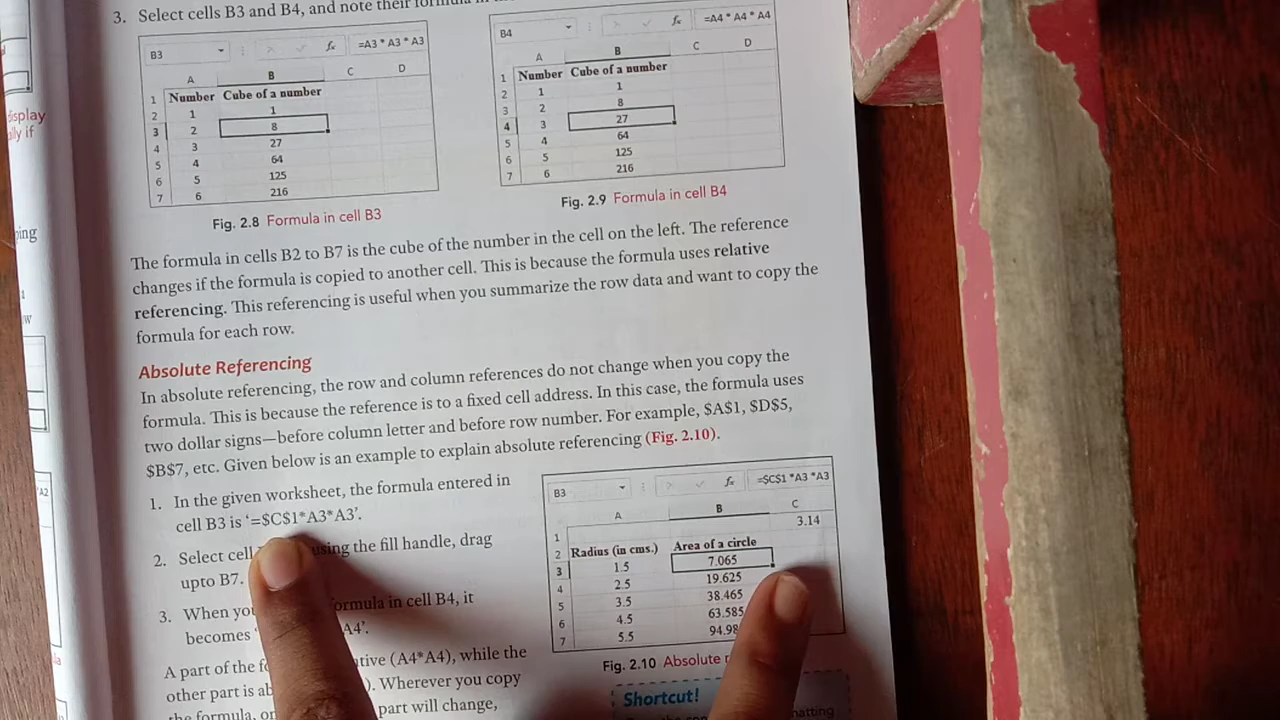 3. Select cells B3 and B4, and note their formula in
B3 fx =A3 * A3 * A3
A B C D
1 Number Cube of a number
2 1 1
3 2 8
4 3 27
5 4 64
6 5 125
7 6 216
Fig. 2.8 Formula in cell B3
B4 fx =A4 * A4 * A4
A B C D
1 Number Cube of a number
2 1 1
3 2 8
4 3 27
5 4 64
6 5 125
7 6 216
Fig. 2.9 Formula in cell B4
The formula in cells B2 to B7 is the cube of the number in the cell on the left. The reference
changes if the formula is copied to another cell. This is because the formula uses relative
referencing. This referencing is useful when you summarize the row data and want to copy the
formula for each row.
Absolute Referencing
In absolute referencing, the row and column references do not change when you copy the
formula. This is because the reference is to a fixed cell address. In this case, the formula uses
two dollar signs—before column letter and before row number. For example, $A$1, $D$5,
$B$7, etc. Given below is an example to explain absolute referencing (Fig. 2.10).
1. In the given worksheet, the formula entered in
cell B3 is '=$C$1*A3*A3'.
2. Select cell using the fill handle, drag
upto B7.
3. When you formula in cell B4, it
becomes ' A4'.
A part of the (A4*A4), while the
other part is ). Wherever you copy
the formula, part will change,
B3 fx =$C$1 *A3 *A3
A B C
1 3.14
2 Radius (in cms.) Area of a circle
3 1.5 7.065
4 2.5 19.625
5 3.5 38.465
6 4.5 63.585
7 5.5 94.98
Fig. 2.10 Absolute
Shortcut!
display
if
A2